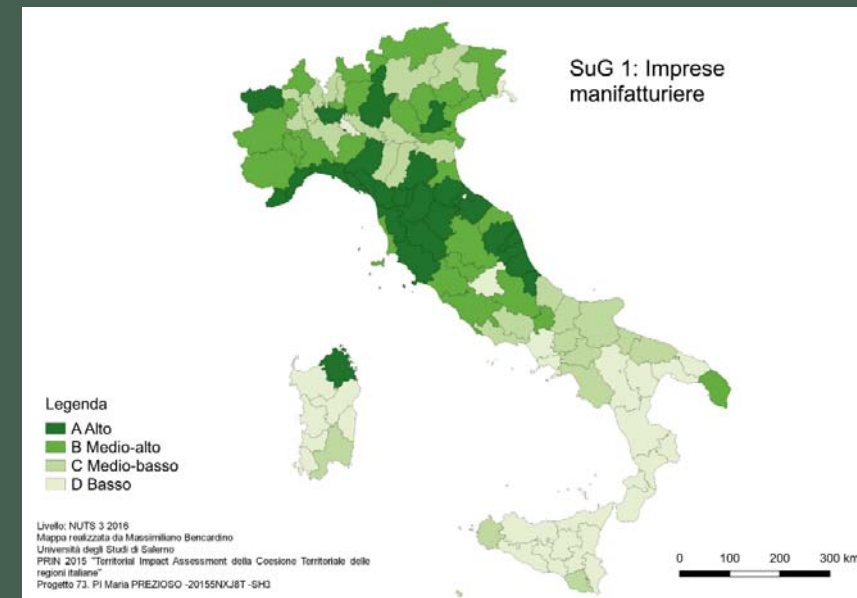 SuG 1: Imprese
manifatturiere
Legenda
A Alto
B Medio-alto
C Medio-basso
D Basso
Livello: NUTS 3 2016
Mappa realizzata da Massimiliano Bencardino
Università degli Studi di Salerno
PRIN 2015 "Territorial Impact Assessment della Coesione Territoriale delle
regioni italiane"
Progetto 73. PI Maria PREZIOSO -20155NXJ8T -SH3
0 100 200 300 km